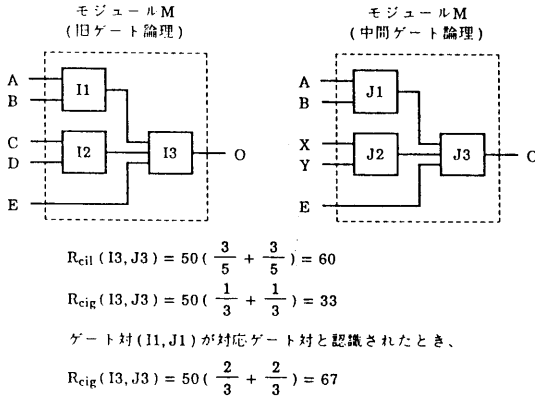 モジュールM
(旧ゲート論理)
A
B
C
D
E
I1
I2
I3
O
モジュールM
(中間ゲート論理)
A
B
X
Y
E
J1
J2
J3
O
Rcil(I3, J3) = 50( 3/5 + 3/5 ) = 60
Rcig(I3, J3) = 50( 1/3 + 1/3 ) = 33
ゲート対(I1, J1)が対応ゲート対と認識されたとき、
Rcig(I3, J3) = 50( 2/3 + 2/3 ) = 67